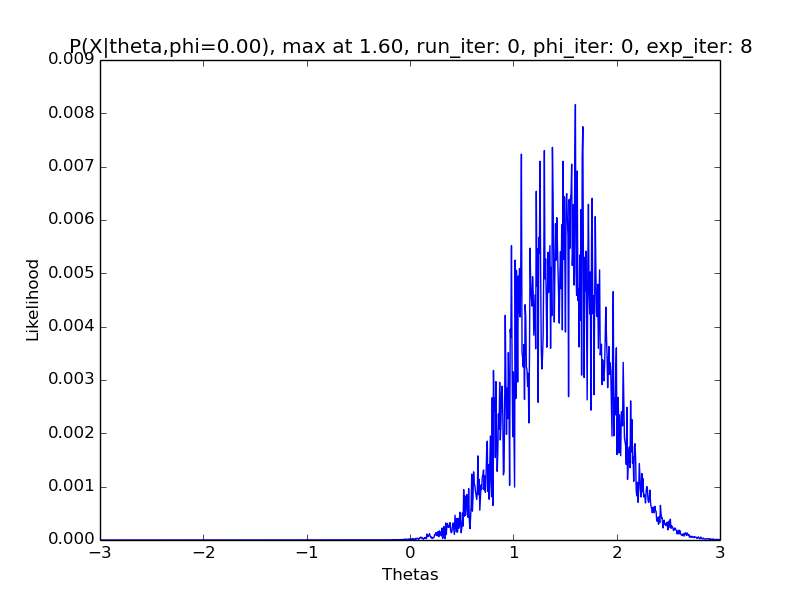 P(X|theta,phi=0.00), max at 1.60, run_iter: 0, phi_iter: 0, exp_iter: 8
0.009
0.008
0.007
0.006
0.005
0.004
0.003
0.002
0.001
0.000
Likelihood
−3 −2 −1 0 1 2 3
Thetas